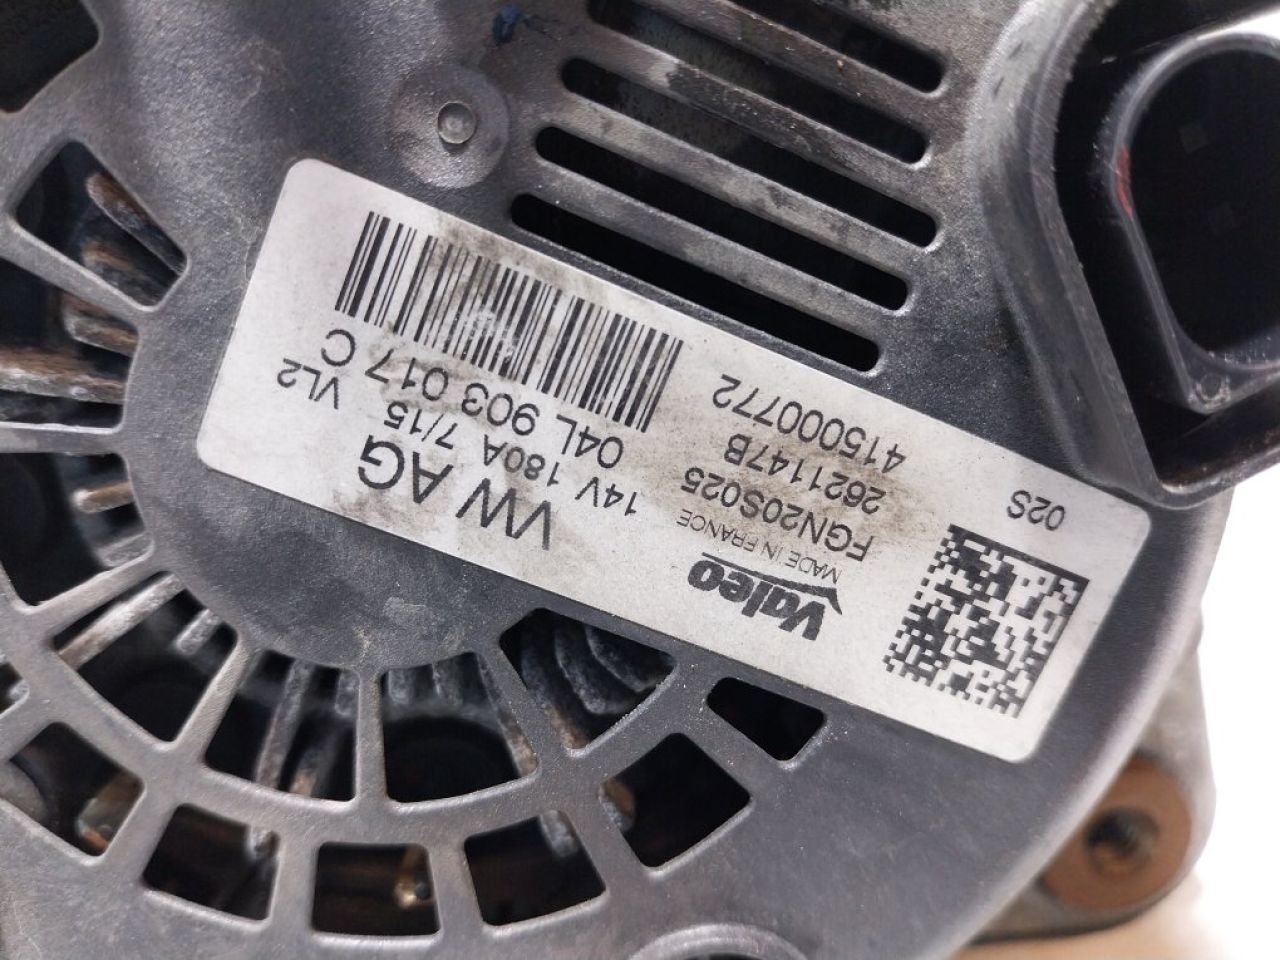 Valeo
MADE IN FRANCE
FGN20S025
2621147B
415000772
02S
VW AG
14V 180A 7/15 VL2
04L 903 017 C